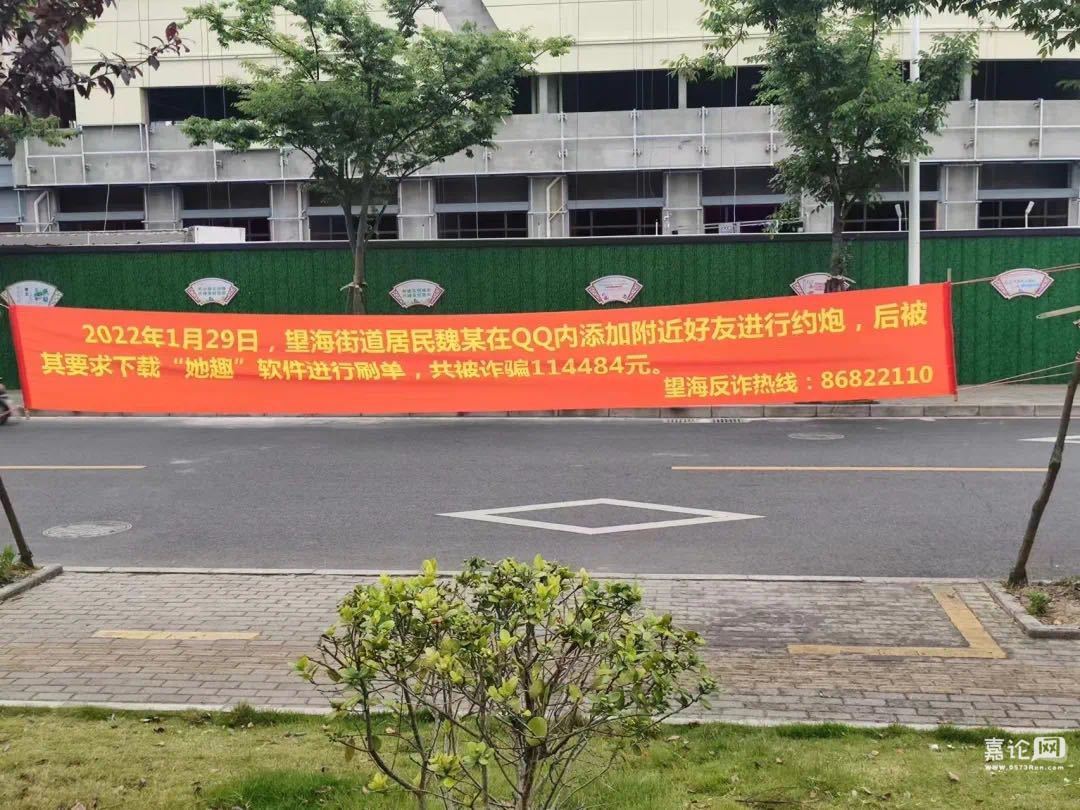 2022年1月29日，望海街道居民魏某在QQ内添加附近好友进行约炮，后被
其要求下载“她趣”软件进行刷单，共被诈骗114484元。
望海反诈热线：86822110
嘉论网
www.0573Ren.com